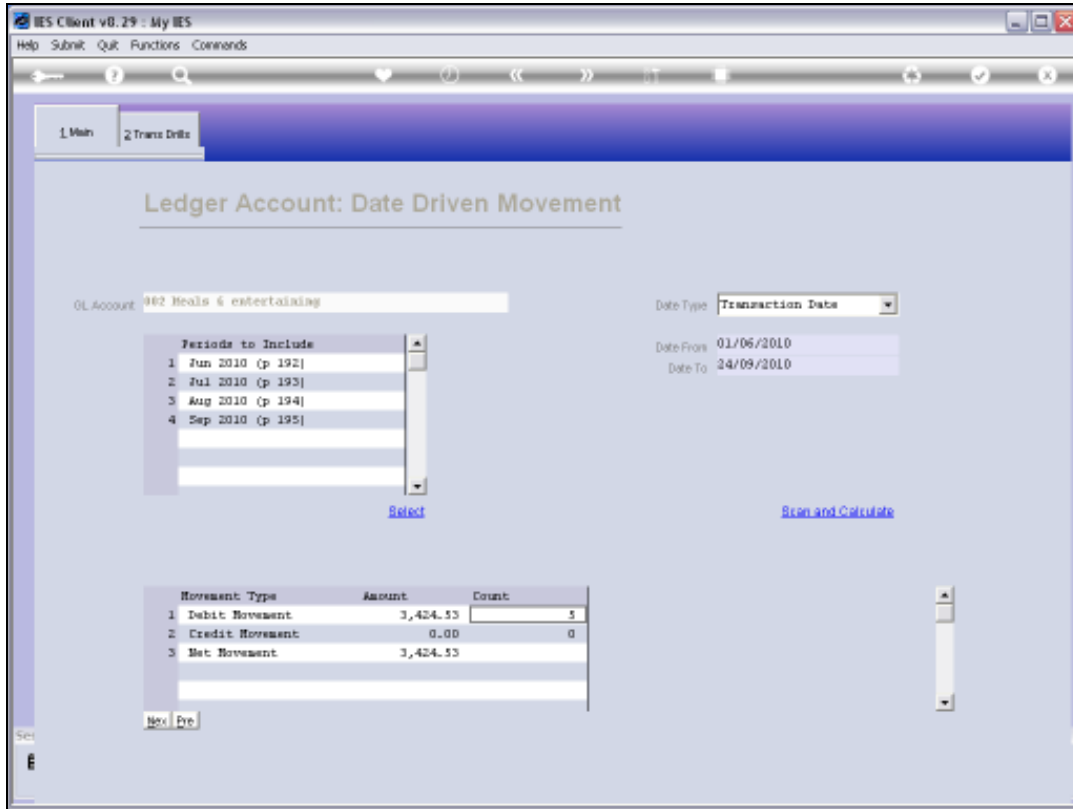 IES Client v8.29 : My IES
Help Submit Quit Functions Commands
1 Main
2 Trans Drills
Ledger Account: Date Driven Movement
GL Account 002 Meals & entertaining
Date Type Transaction Date
Periods to Include
1 Jun 2010 (p 192)
2 Jul 2010 (p 193)
3 Aug 2010 (p 194)
4 Sep 2010 (p 195)
Date From 01/06/2010
Date To 24/09/2010
Select
Scan and Calculate
Movement Type Amount Count
1 Debit Movement 3,424.53 5
2 Credit Movement 0.00 0
3 Net Movement 3,424.53
Nex Pre